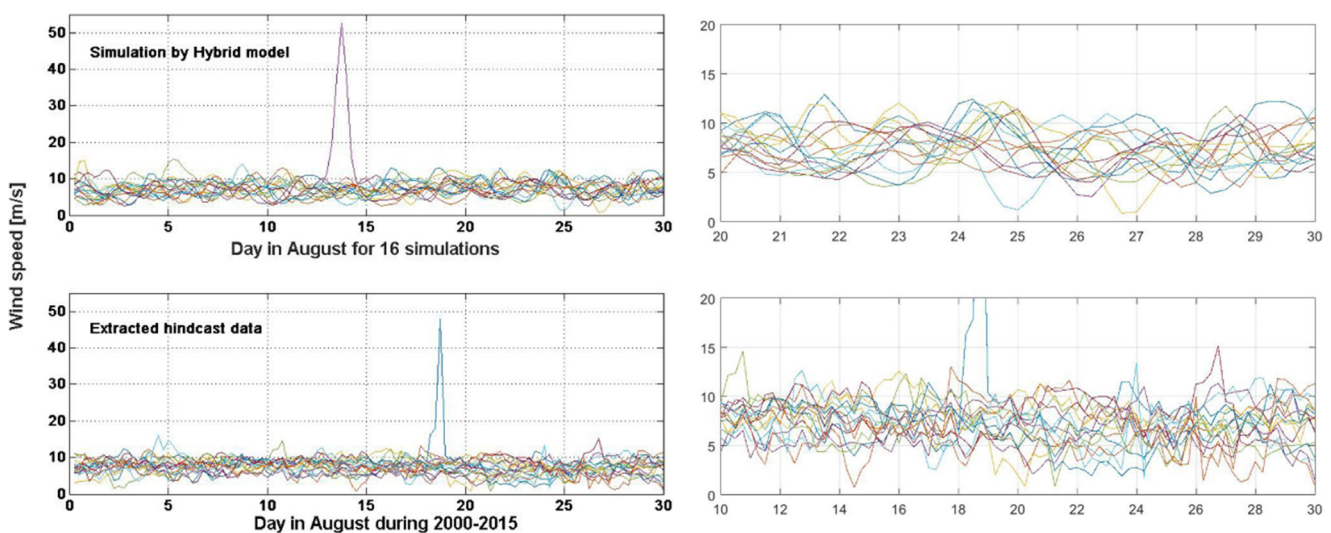 50
40
30
20
10
0
Simulation by Hybrid model
0 5 10 15 20 25 30
Day in August for 16 simulations
20
15
10
5
0
20 21 22 23 24 25 26 27 28 29 30
Wind speed [m/s]
50
40
30
20
10
0
Extracted hindcast data
0 5 10 15 20 25 30
Day in August during 2000-2015
20
15
10
5
0
10 12 14 16 18 20 22 24 26 28 30